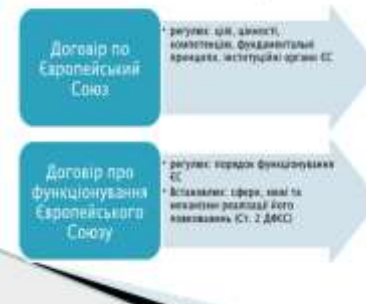 Договір по
Європейський
Союз
• регулює: цілі, цінності,
компетенцію, фундаментальні
принципи, інституційні органи ЄС
Договір про
функціонування
Європейського
Союзу
• регулює: порядок функціонування
ЄС
• Встановлює: сфери, межі та
механізми реалізації його
повноважень (Ст. 2 ДФЄС)